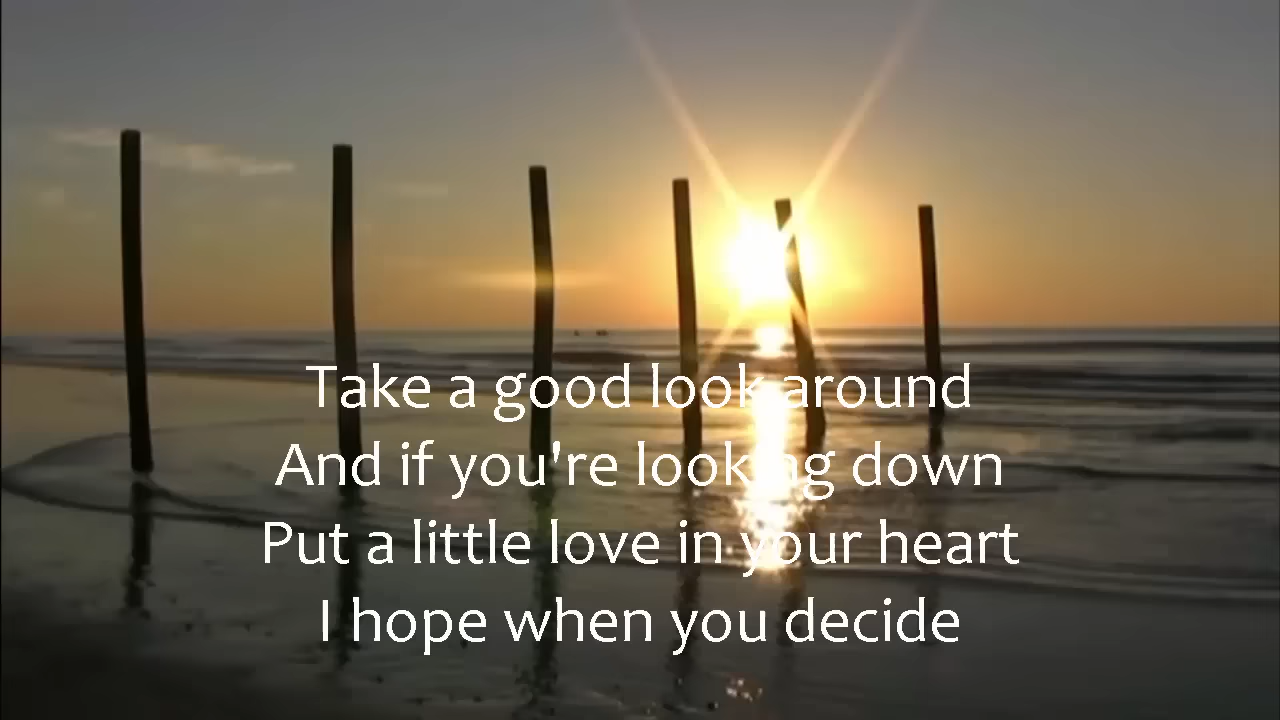 Take a good look around
And if you're looking down
Put a little love in your heart
I hope when you decide